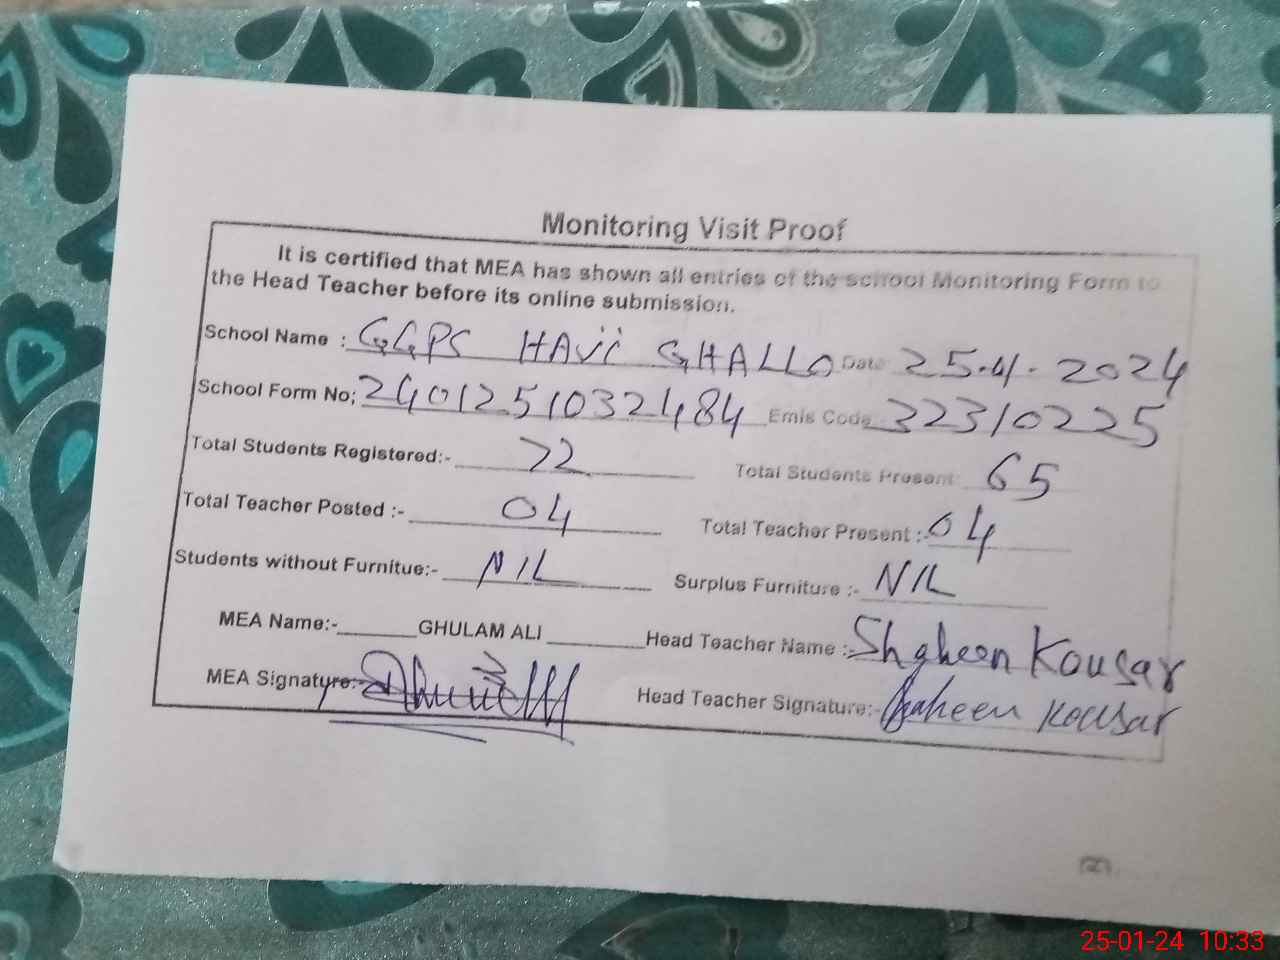 Monitoring Visit Proof
It is certified that MEA has shown all entries of the school Monitoring Form to
the Head Teacher before its online submission.
School Name : GGPS HAJI GHALLO Date 25.01.2024
School Form No; 2401251032484 Emis Code:- 32310225
Total Students Registered:- 72 Total Students Present: 65
Total Teacher Posted :- 04 Total Teacher Present :- 04
Students without Furnitue:- NIL Surplus Furniture :- NIL
MEA Name:- GHULAM ALI Head Teacher Name :- Shaheen Kousar
MEA Signature:- Head Teacher Signature:- Shaheen Kousar
25-01-24 10:33